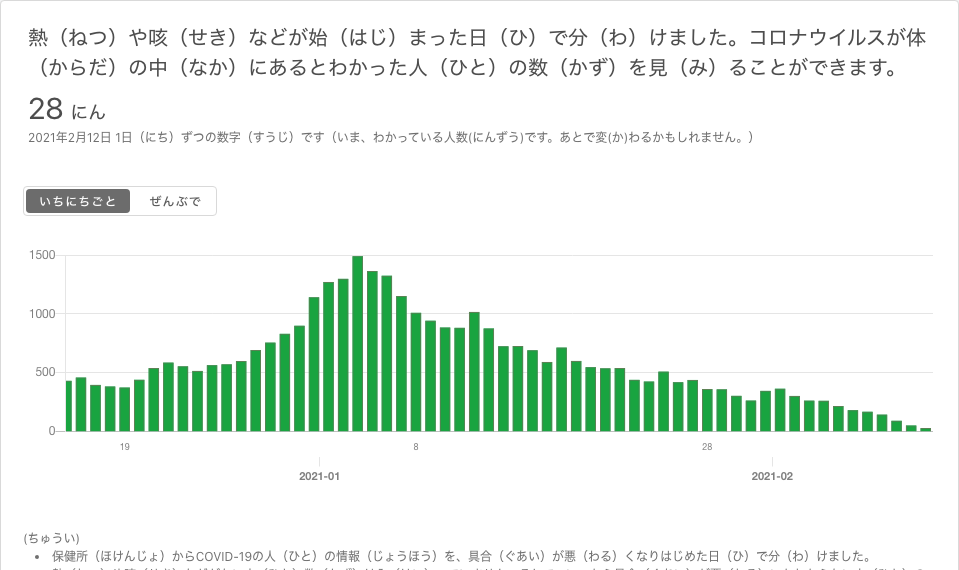 熱（ねつ）や咳（せき）などが始（はじ）まった日（ひ）で分（わ）けました。コロナウイルスが体
（からだ）の中（なか）にあるとわかった人（ひと）の数（かず）を見（み）ることができます。
28 にん
2021年2月12日 1日（にち）ずつの数字（すうじ）です（いま、わかっている人数(にんずう)です。あとで変(か)わるかもしれません。）
いちにちごと ぜんぶで
1500
1000
500
0
19 8 28
2021-01 2021-02
(ちゅうい)
• 保健所（ほけんじょ）からCOVID-19の人（ひと）の情報（じょうほう）を、具合（ぐあい）が悪（わる）くなりはじめた日（ひ）で分（わ）けました。